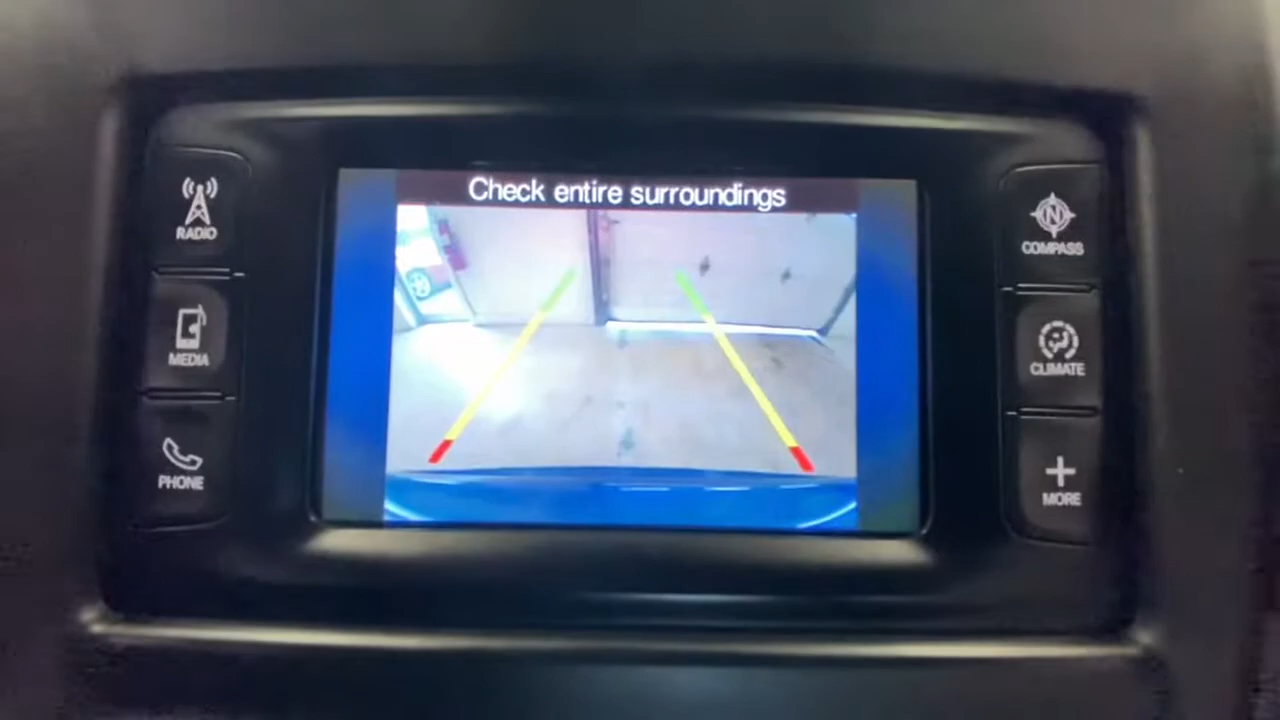 Check entire surroundings
RADIO
MEDIA
PHONE
N
COMPASS
CLIMATE
MORE